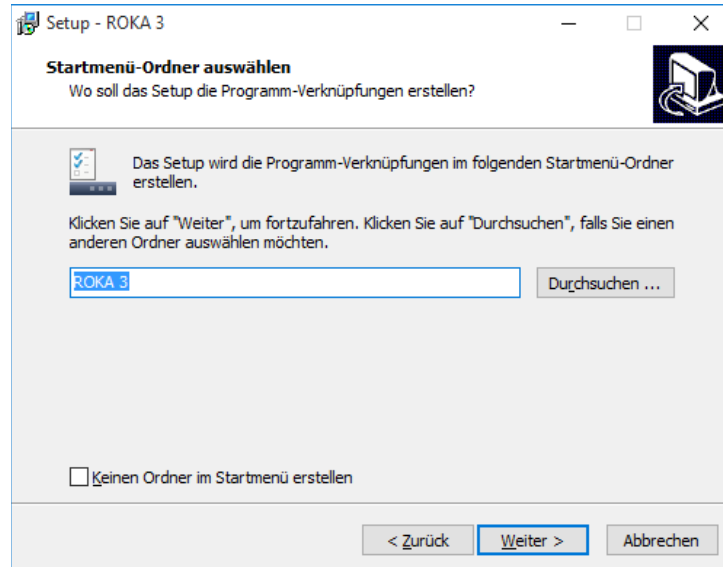 Setup - ROKA 3
Startmenü-Ordner auswählen
Wo soll das Setup die Programm-Verknüpfungen erstellen?
Das Setup wird die Programm-Verknüpfungen im folgenden Startmenü-Ordner
erstellen.
Klicken Sie auf "Weiter", um fortzufahren. Klicken Sie auf "Durchsuchen", falls Sie einen
anderen Ordner auswählen möchten.
ROKA 3
Durchsuchen ...
Keinen Ordner im Startmenü erstellen
< Zurück
Weiter >
Abbrechen